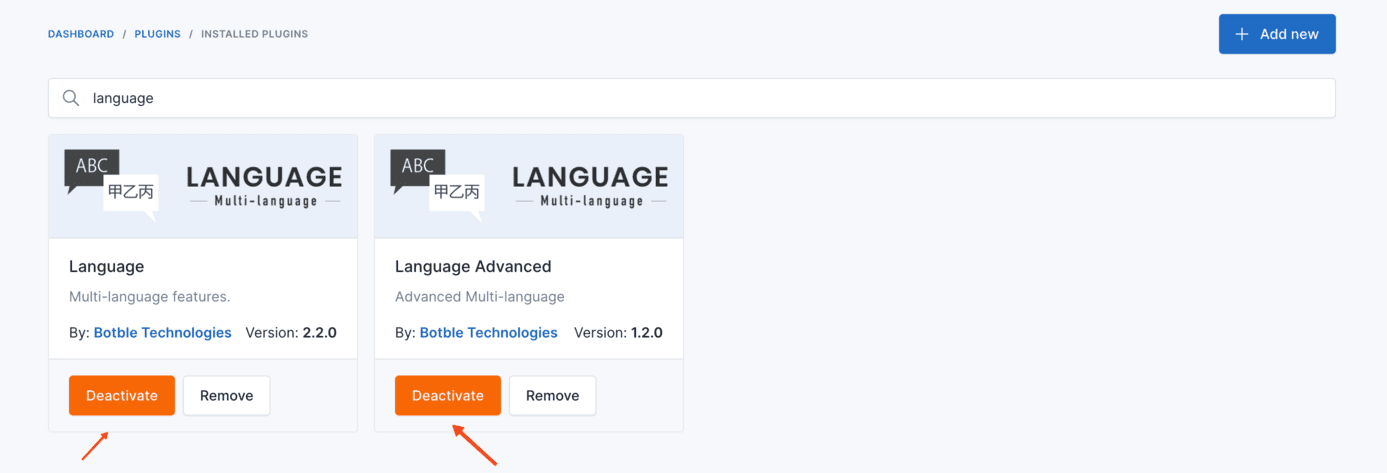 DASHBOARD / PLUGINS / INSTALLED PLUGINS
+ Add new
language
ABC
甲乙丙
LANGUAGE
Multi-language
ABC
甲乙丙
LANGUAGE
Multi-language
Language
Multi-language features.
By: Botble Technologies Version: 2.2.0
Deactivate Remove
Language Advanced
Advanced Multi-language
By: Botble Technologies Version: 1.2.0
Deactivate Remove